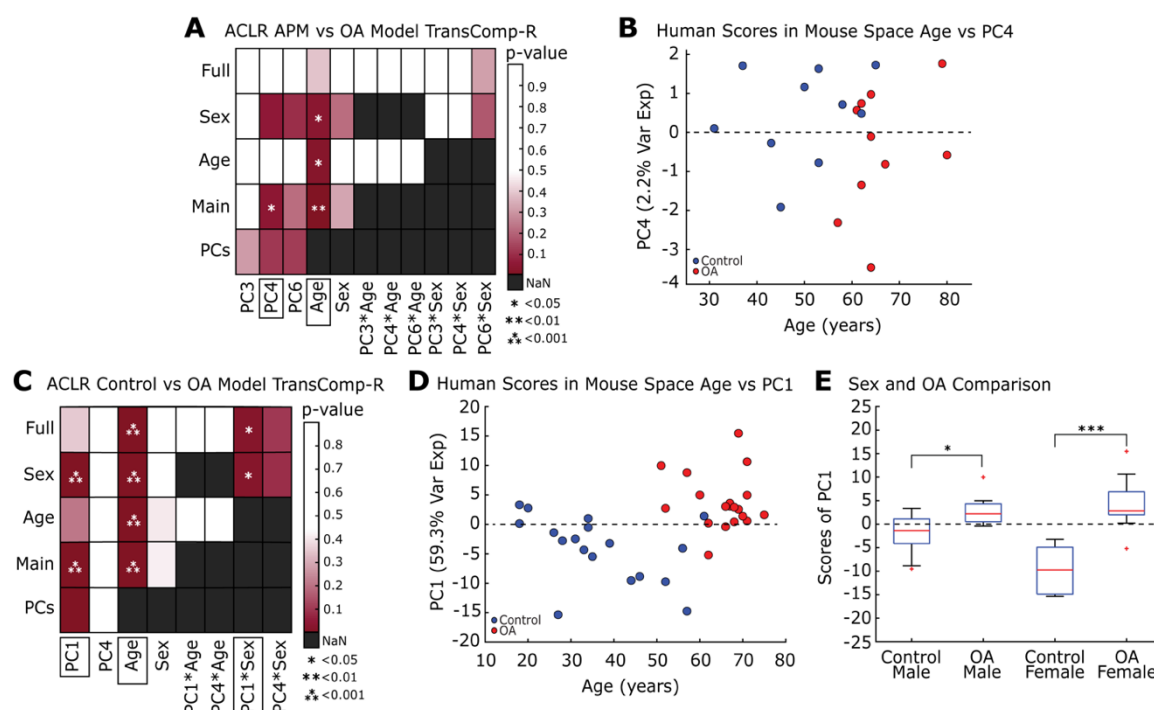 A ACLR APM vs OA Model TransComp-R
p-value
Full
Sex
Age
Main
PCs
*
*
* **
0.9
0.8
0.7
0.6
0.5
0.4
0.3
0.2
0.1
NaN
* <0.05
** <0.01
⁂ <0.001
PC3
PC4
PC6
Age
Sex
PC3*Age
PC4*Age
PC6*Age
PC3*Sex
PC4*Sex
PC6*Sex
B Human Scores in Mouse Space Age vs PC4
PC4 (2.2% Var Exp)
2
1
0
-1
-2
-3
-4
Control
OA
30 40 50 60 70 80
Age (years)
C ACLR Control vs OA Model TransComp-R
p-value
Full
Sex
Age
Main
PCs
⁂ *
⁂ ⁂ *
⁂
⁂ ⁂
0.8
0.7
0.6
0.5
0.4
0.3
0.2
0.1
NaN
* <0.05
** <0.01
⁂ <0.001
PC1
PC4
Age
Sex
PC1*Age
PC4*Age
PC1*Sex
PC4*Sex
D Human Scores in Mouse Space Age vs PC1
PC1 (59.3% Var Exp)
20
15
10
5
0
-5
-10
-15
-20
Control
OA
10 20 30 40 50 60 70 80
Age (years)
E Sex and OA Comparison
Scores of PC1
25
20
15
10
5
0
-5
-10
-15
-20
-25
*
***
Control Male
OA Male
Control Female
OA Female